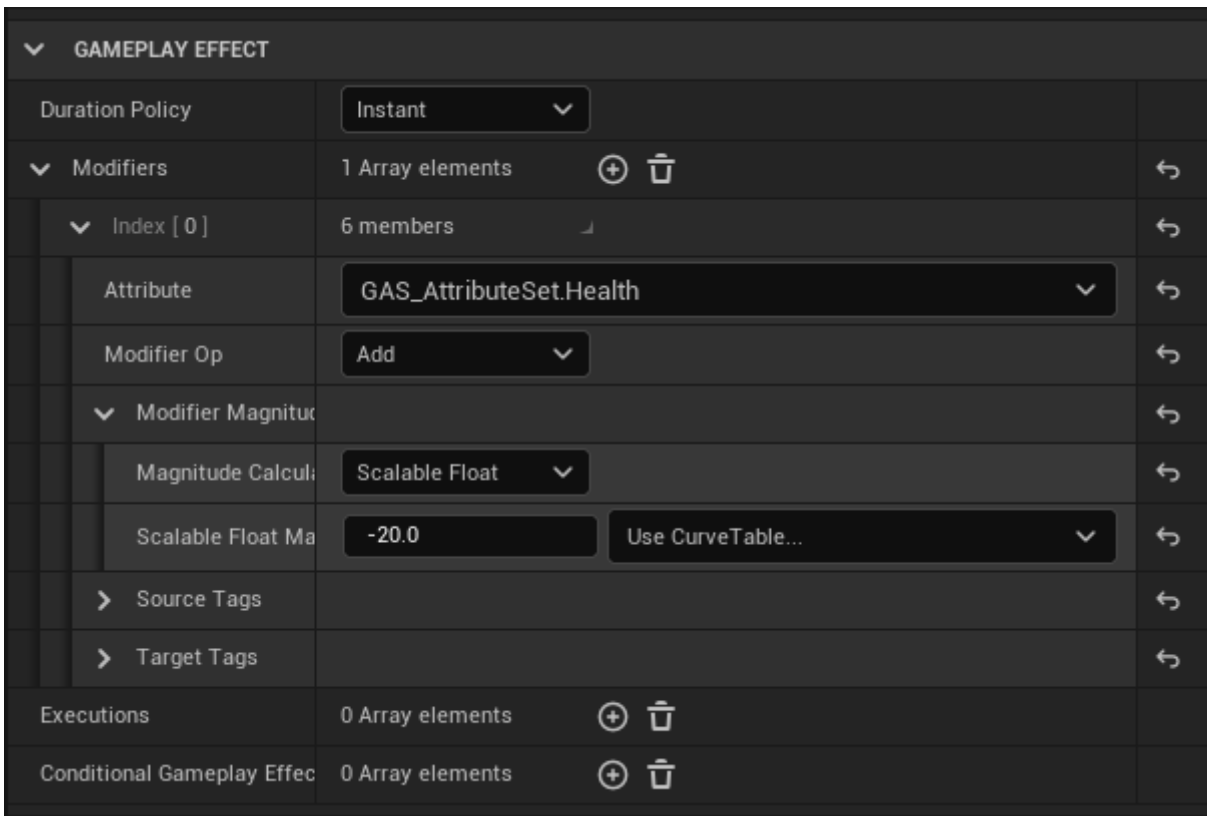 GAMEPLAY EFFECT
Duration Policy Instant
Modifiers 1 Array elements
Index [ 0 ] 6 members
Attribute GAS_AttributeSet.Health
Modifier Op Add
Modifier Magnituc
Magnitude Calcula Scalable Float
Scalable Float Ma -20.0 Use CurveTable...
Source Tags
Target Tags
Executions 0 Array elements
Conditional Gameplay Effec 0 Array elements